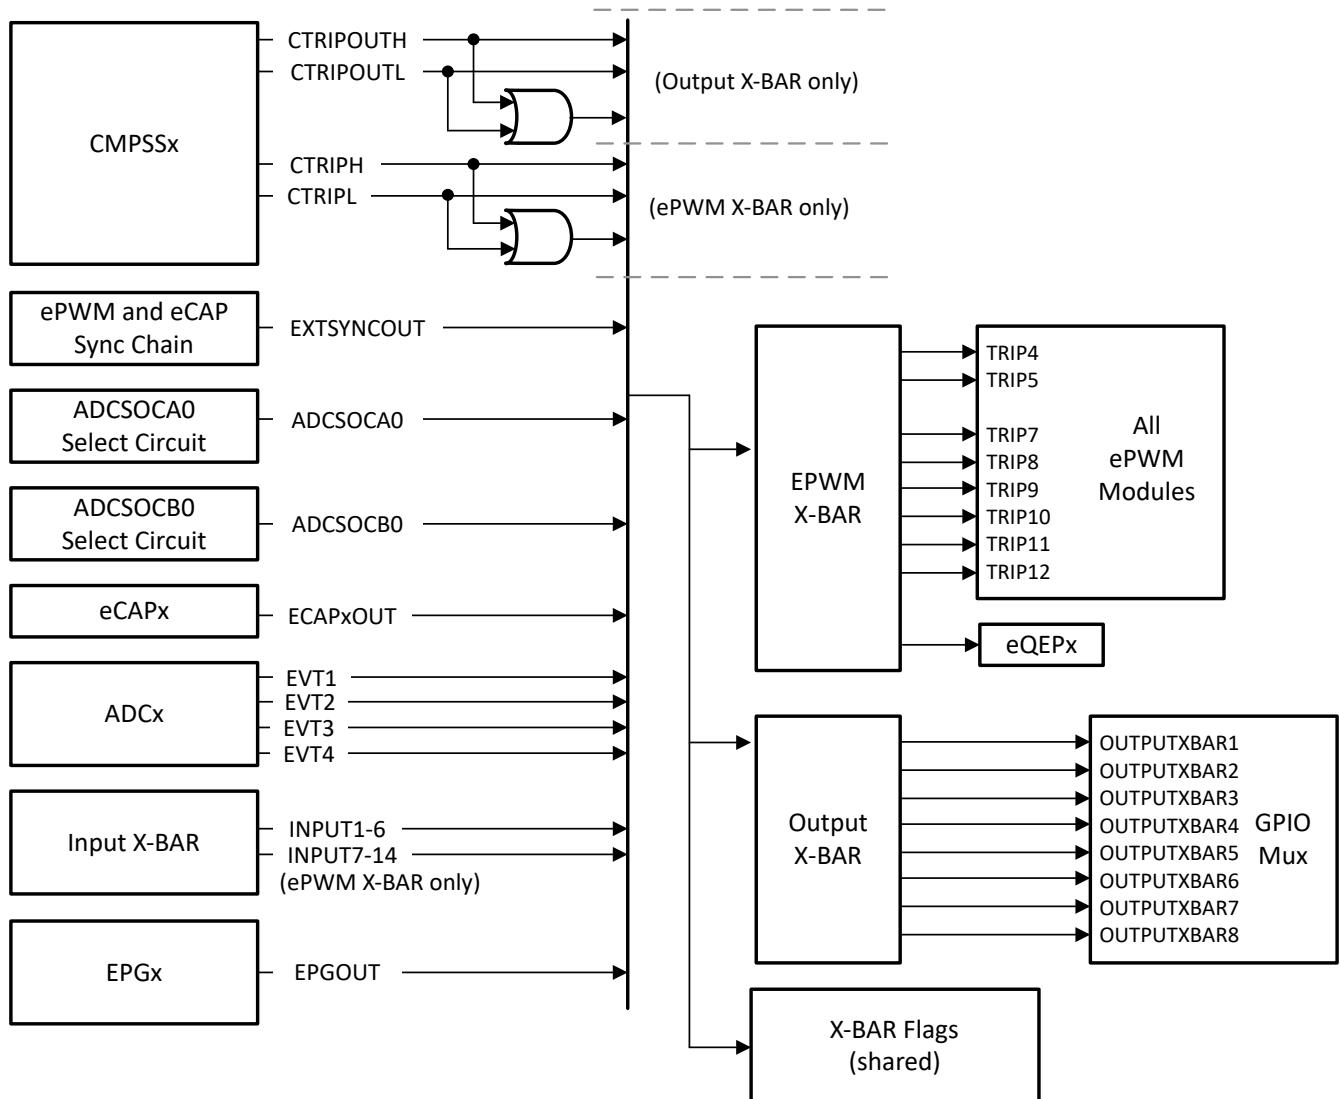 CMPSSx
CTRIPOUTH
CTRIPOUTL
(Output X-BAR only)
CTRIPH
CTRIPL
(ePWM X-BAR only)
ePWM and eCAP
Sync Chain
EXTSYNCOUT
ADCSOCA0
Select Circuit
ADCSOCA0
ADCSOCB0
Select Circuit
ADCSOCB0
eCAPx
ECAPxOUT
ADCx
EVT1
EVT2
EVT3
EVT4
Input X-BAR
INPUT1-6
INPUT7-14
(ePWM X-BAR only)
EPGx
EPGOUT
EPWM
X-BAR
TRIP4
TRIP5
TRIP7
TRIP8
TRIP9
TRIP10
TRIP11
TRIP12
All
ePWM
Modules
eQEPx
Output
X-BAR
OUTPUTXBAR1
OUTPUTXBAR2
OUTPUTXBAR3
OUTPUTXBAR4
OUTPUTXBAR5
OUTPUTXBAR6
OUTPUTXBAR7
OUTPUTXBAR8
GPIO
Mux
X-BAR Flags
(shared)